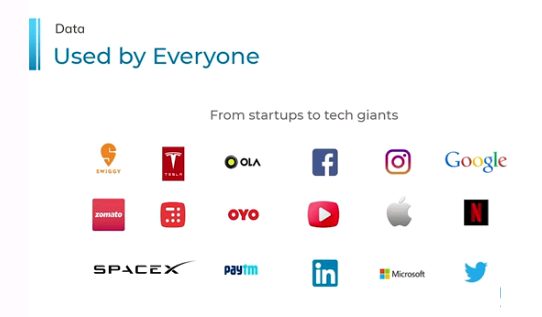 Data
Used by Everyone
From startups to tech giants
SWIGGY
TESLA
OLA
f
Google
zomato
OYO
N
SPACEX
paytm
in
Microsoft